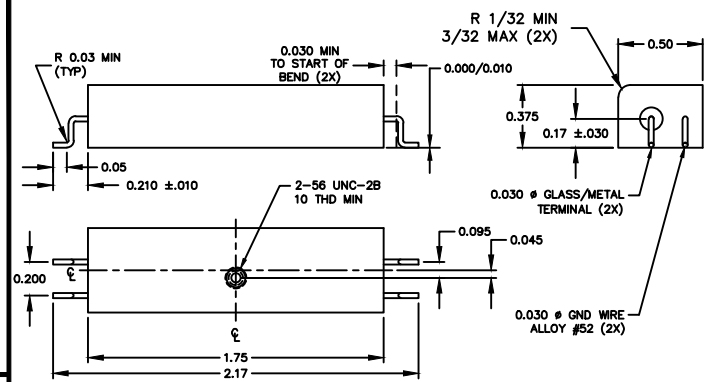 R 1/32 MIN
3/32 MAX (2X)
0.50
R 0.03 MIN
(TYP)
0.030 MIN
TO START OF
BEND (2X)
0.000/0.010
0.375
0.17 ±.030
0.05
0.210 ±.010
2-56 UNC-2B
10 THD MIN
0.030 ø GLASS/METAL
TERMINAL (2X)
0.095
0.045
0.200
℄
0.030 ø GND WIRE
ALLOY #52 (2X)
℄
1.75
2.17